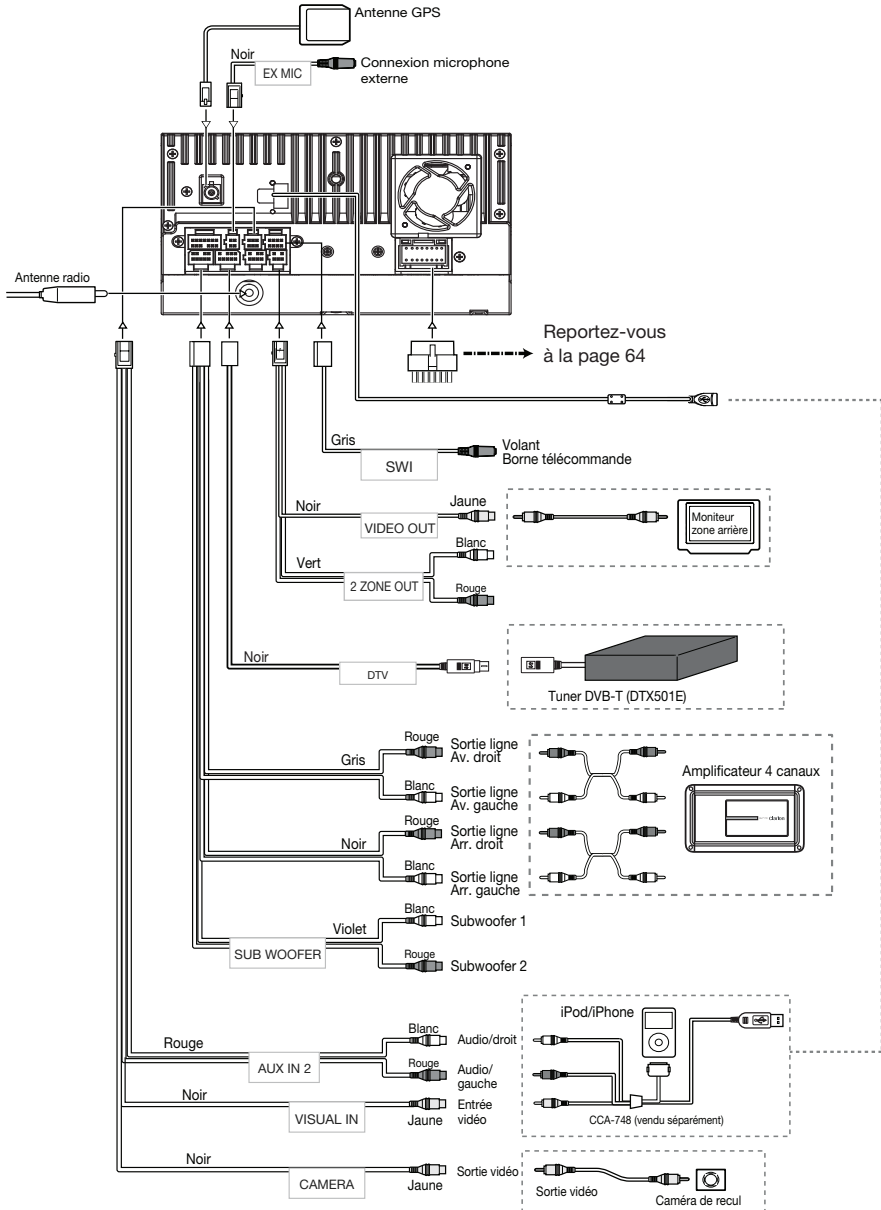 Antenne GPS
Noir
EX MIC
Connexion microphone
externe
Antenne radio
Reportez-vous
à la page 64
Gris
SWI
Volant
Borne télécommande
Noir
VIDEO OUT
Jaune
Moniteur
zone arrière
Vert
2 ZONE OUT
Blanc
Rouge
Noir
DTV
Tuner DVB-T (DTX501E)
Gris
Rouge
Sortie ligne
Av. droit
Blanc
Sortie ligne
Av. gauche
Amplificateur 4 canaux
clarion
Noir
Rouge
Sortie ligne
Arr. droit
Blanc
Sortie ligne
Arr. gauche
Violet
SUB WOOFER
Blanc
Subwoofer 1
Rouge
Subwoofer 2
iPod/iPhone
Rouge
AUX IN 2
Blanc
Audio/droit
Rouge
Audio/
gauche
Noir
VISUAL IN
Jaune
Entrée
vidéo
CCA-748 (vendu séparément)
Noir
CAMERA
Jaune
Sortie vidéo
Sortie vidéo
Caméra de recul